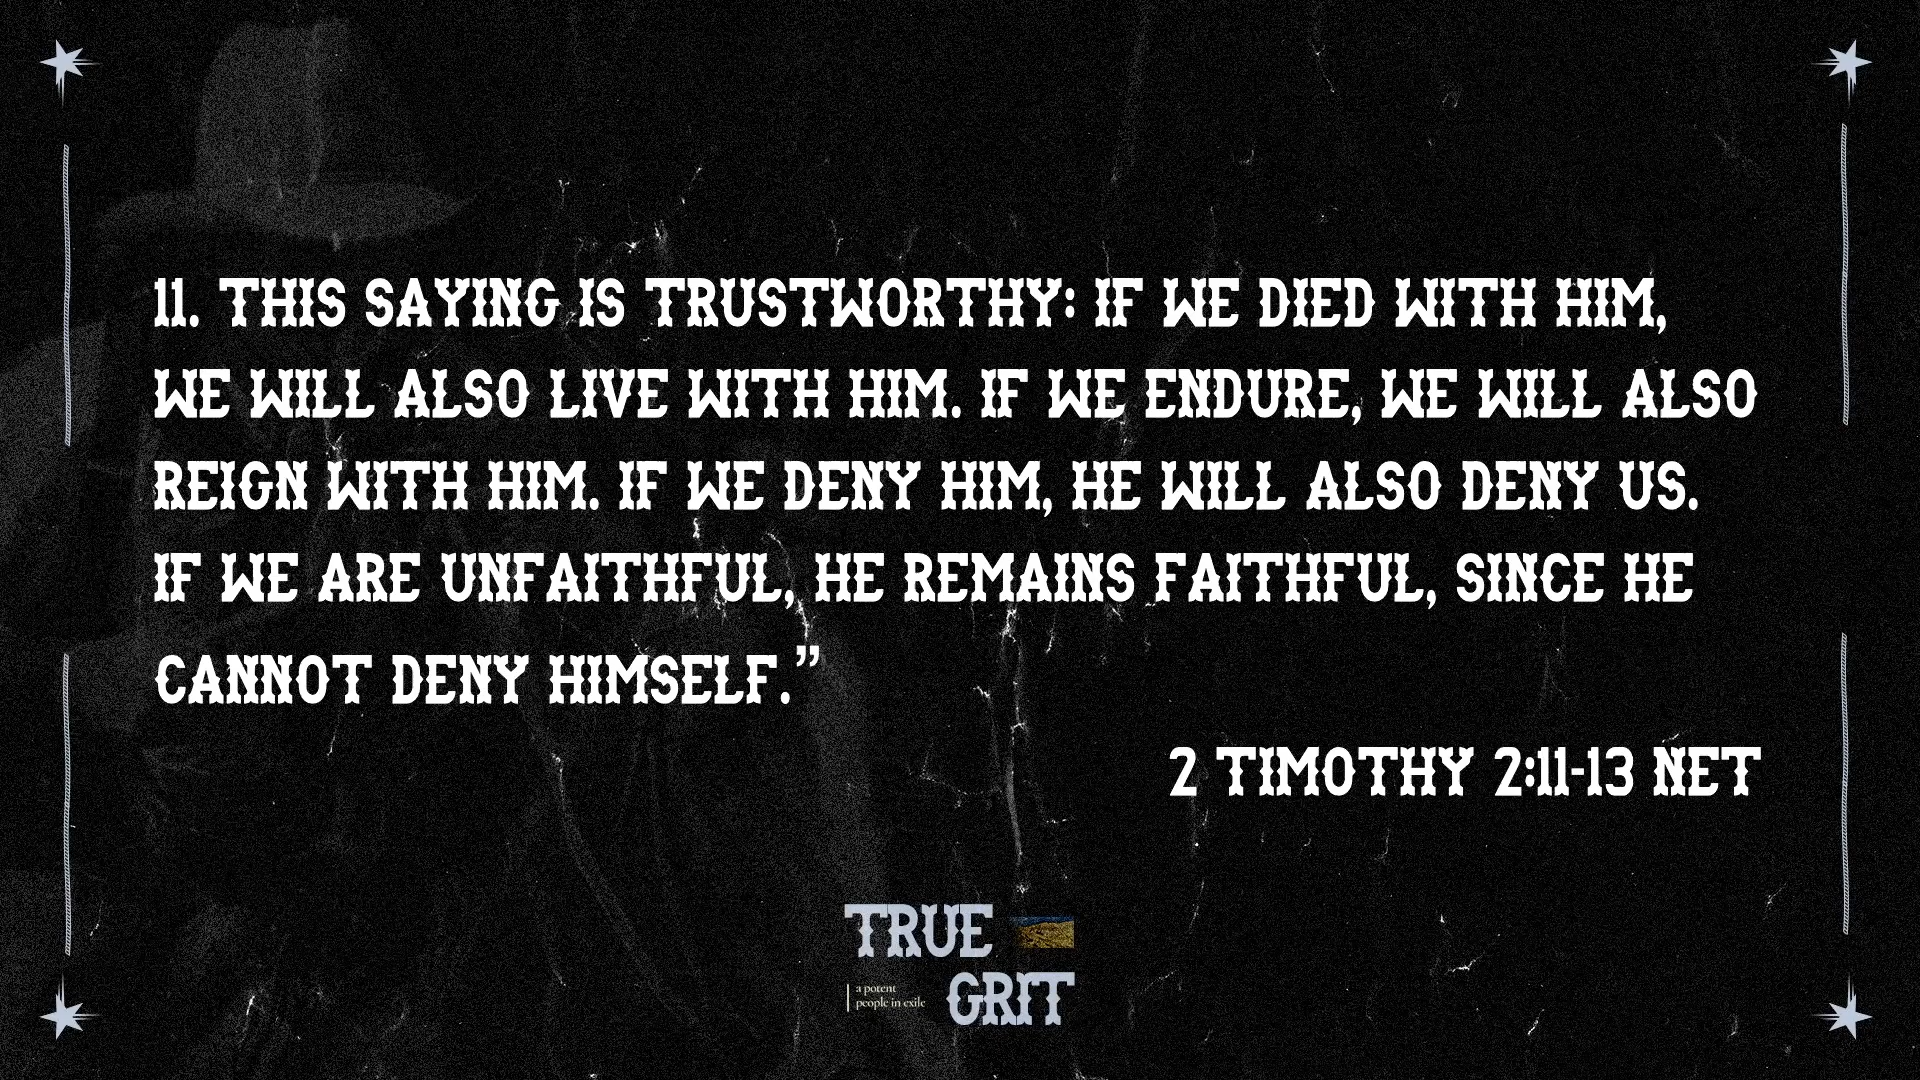 11. THIS SAYING IS TRUSTWORTHY: IF WE DIED WITH HIM,
WE WILL ALSO LIVE WITH HIM. IF WE ENDURE, WE WILL ALSO
REIGN WITH HIM. IF WE DENY HIM, HE WILL ALSO DENY US.
IF WE ARE UNFAITHFUL, HE REMAINS FAITHFUL, SINCE HE
CANNOT DENY HIMSELF.”
2 TIMOTHY 2:11-13 NET
TRUE
GRIT
a potent
people in exile